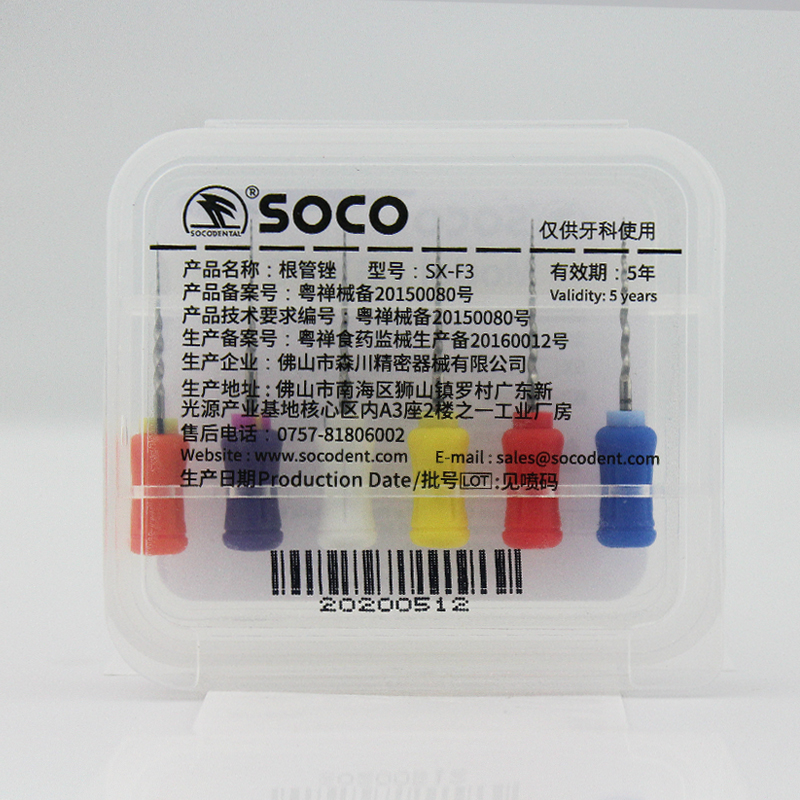 SOCODENTAL
® SOCO
仅供牙科使用
产品名称：根管锉 型号：SX-F3 有效期：5年
产品备案号：粤禅械备20150080号 Validity: 5 years
产品技术要求编号：粤禅械备20150080号
生产备案号：粤禅食药监械生产备20160012号
生产企业：佛山市森川精密器械有限公司
生产地址：佛山市南海区狮山镇罗村广东新
光源产业基地核心区内A3座2楼之一工业厂房
售后电话：0757-81806002
Website : www.socodent.com E-mail : sales@socodent.com
生产日期Production Date/批号LOT:见喷码
20200512